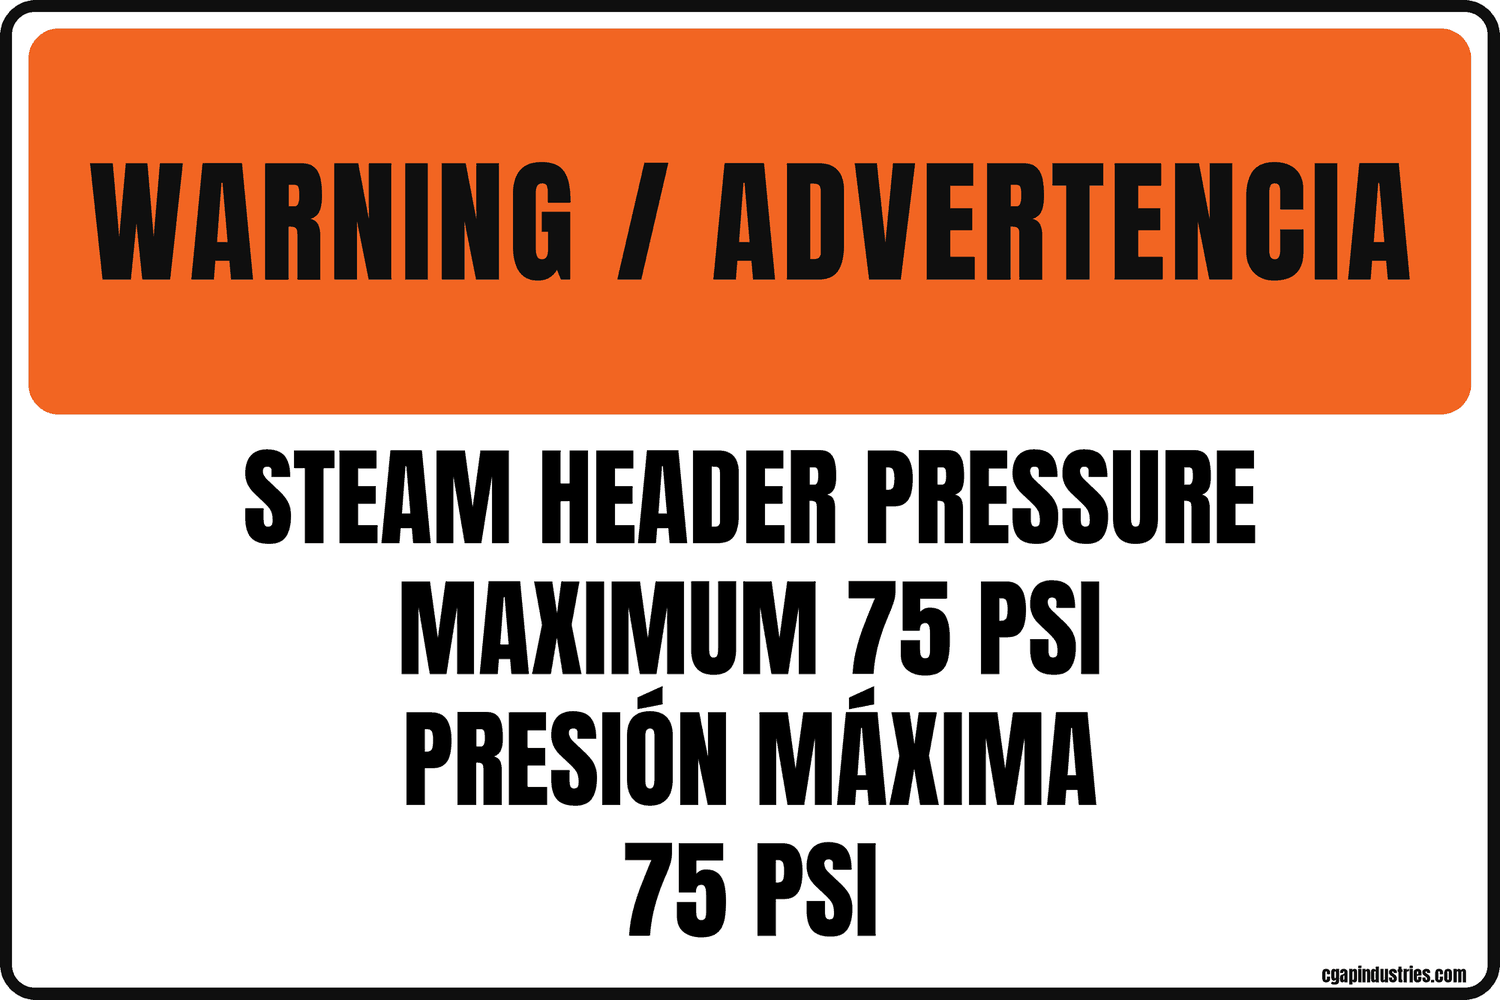 WARNING / ADVERTENCIA
STEAM HEADER PRESSURE
MAXIMUM 75 PSI
PRESIÓN MÁXIMA
75 PSI
cgapindustries.com